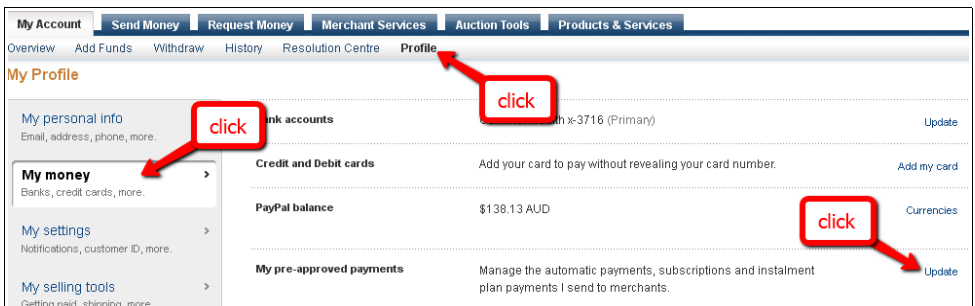 My Account Send Money Request Money Merchant Services Auction Tools Products & Services
Overview Add Funds Withdraw History Resolution Centre Profile
My Profile
click
My personal info
Email, address, phone, more.
click
accounts
x-3716 (Primary)
Update
My money
Banks, credit cards, more.
Credit and Debit cards
Add your card to pay without revealing your card number.
Add my card
PayPal balance
$138.13 AUD
Currencies
click
My settings
Notifications, customer ID, more.
My pre-approved payments
Manage the automatic payments, subscriptions and instalment
plan payments I send to merchants.
Update
My selling tools
Getting paid, shipping, more